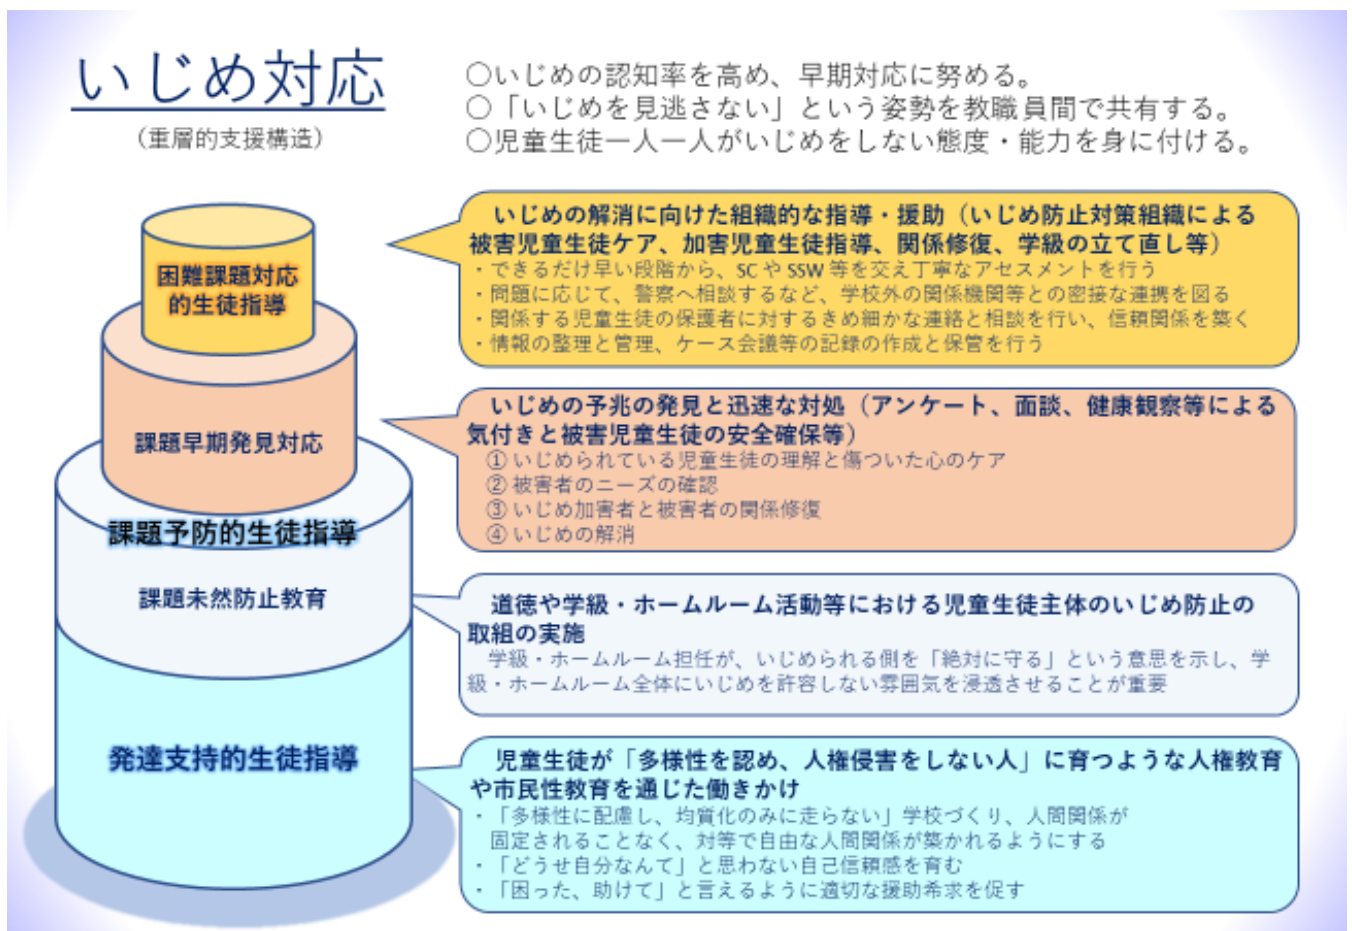 いじめ対応
(重層的支援構造)
○いじめの認知率を高め、早期対応に努める。
○「いじめを見逃さない」という姿勢を教職員間で共有する。
○児童生徒一人一人がいじめをしない態度・能力を身に付ける。
困難課題対応
的生徒指導
いじめの解消に向けた組織的な指導・援助（いじめ防止対策組織による
被害児童生徒ケア、加害児童生徒指導、関係修復、学級の立て直し等）
・できるだけ早い段階から、SC や SSW 等を交え丁寧なアセスメントを行う
・問題に応じて、警察へ相談するなど、学校外の関係機関等との密接な連携を図る
・関係する児童生徒の保護者に対するきめ細かな連絡と相談を行い、信頼関係を築く
・情報の整理と管理、ケース会議等の記録の作成と保管を行う
課題早期発見対応
いじめの予兆の発見と迅速な対処（アンケート、面談、健康観察等による
気付きと被害児童生徒の安全確保等）
① いじめられている児童生徒の理解と傷ついた心のケア
② 被害者のニーズの確認
③ いじめ加害者と被害者の関係修復
④ いじめの解消
課題予防的生徒指導
課題未然防止教育
道徳や学級・ホームルーム活動等における児童生徒主体のいじめ防止の
取組の実施
学級・ホームルーム担任が、いじめられる側を「絶対に守る」という意思を示し、学
級・ホームルーム全体にいじめを許容しない雰囲気を浸透させることが重要
発達支持的生徒指導
児童生徒が「多様性を認め、人権侵害をしない人」に育つような人権教育
や市民性教育を通じた働きかけ
・「多様性に配慮し、均質化のみに走らない」学校づくり、人間関係が
固定されることなく、対等で自由な人間関係が築かれるようにする
・「どうせ自分なんて」と思わない自己信頼感を育む
・「困った、助けて」と言えるように適切な援助希求を促す